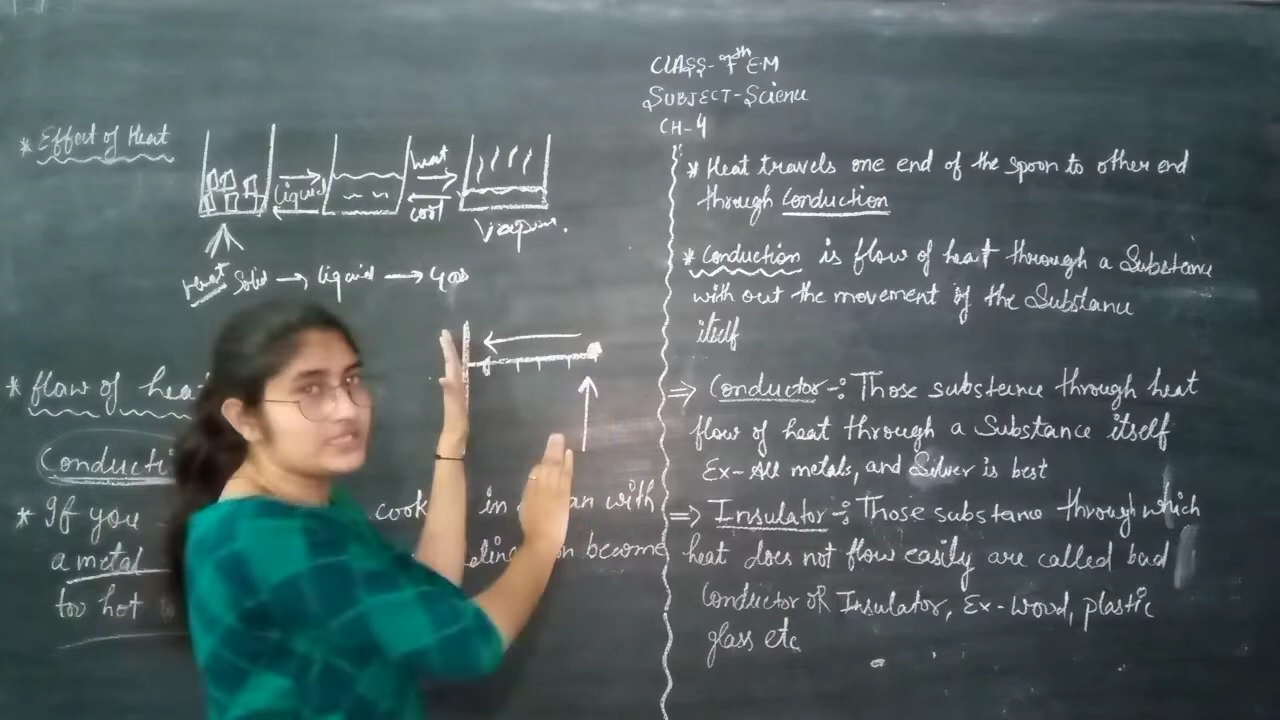 CLASS-7th E.M
SUBJECT-Science
CH-4
* Effect of Heat
liquid
heat
cool
heat Solid → liquid → Gas
* flow of heat
Conducti
* If you cook in an with
a metal become
too hot
* Heat travels one end of the spoon to other end
through Conduction
* Conduction is flow of heat through a Substance
with out the movement of the Substance
itself
⇒ Conductor -: Those substance through heat
flow of heat through a Substance itself
Ex- All metals, and Silver is best
⇒ Insulator -: Those substance through which
heat does not flow easily are called bad
Conductor OR Insulator, Ex- Wood, plastic
glass etc